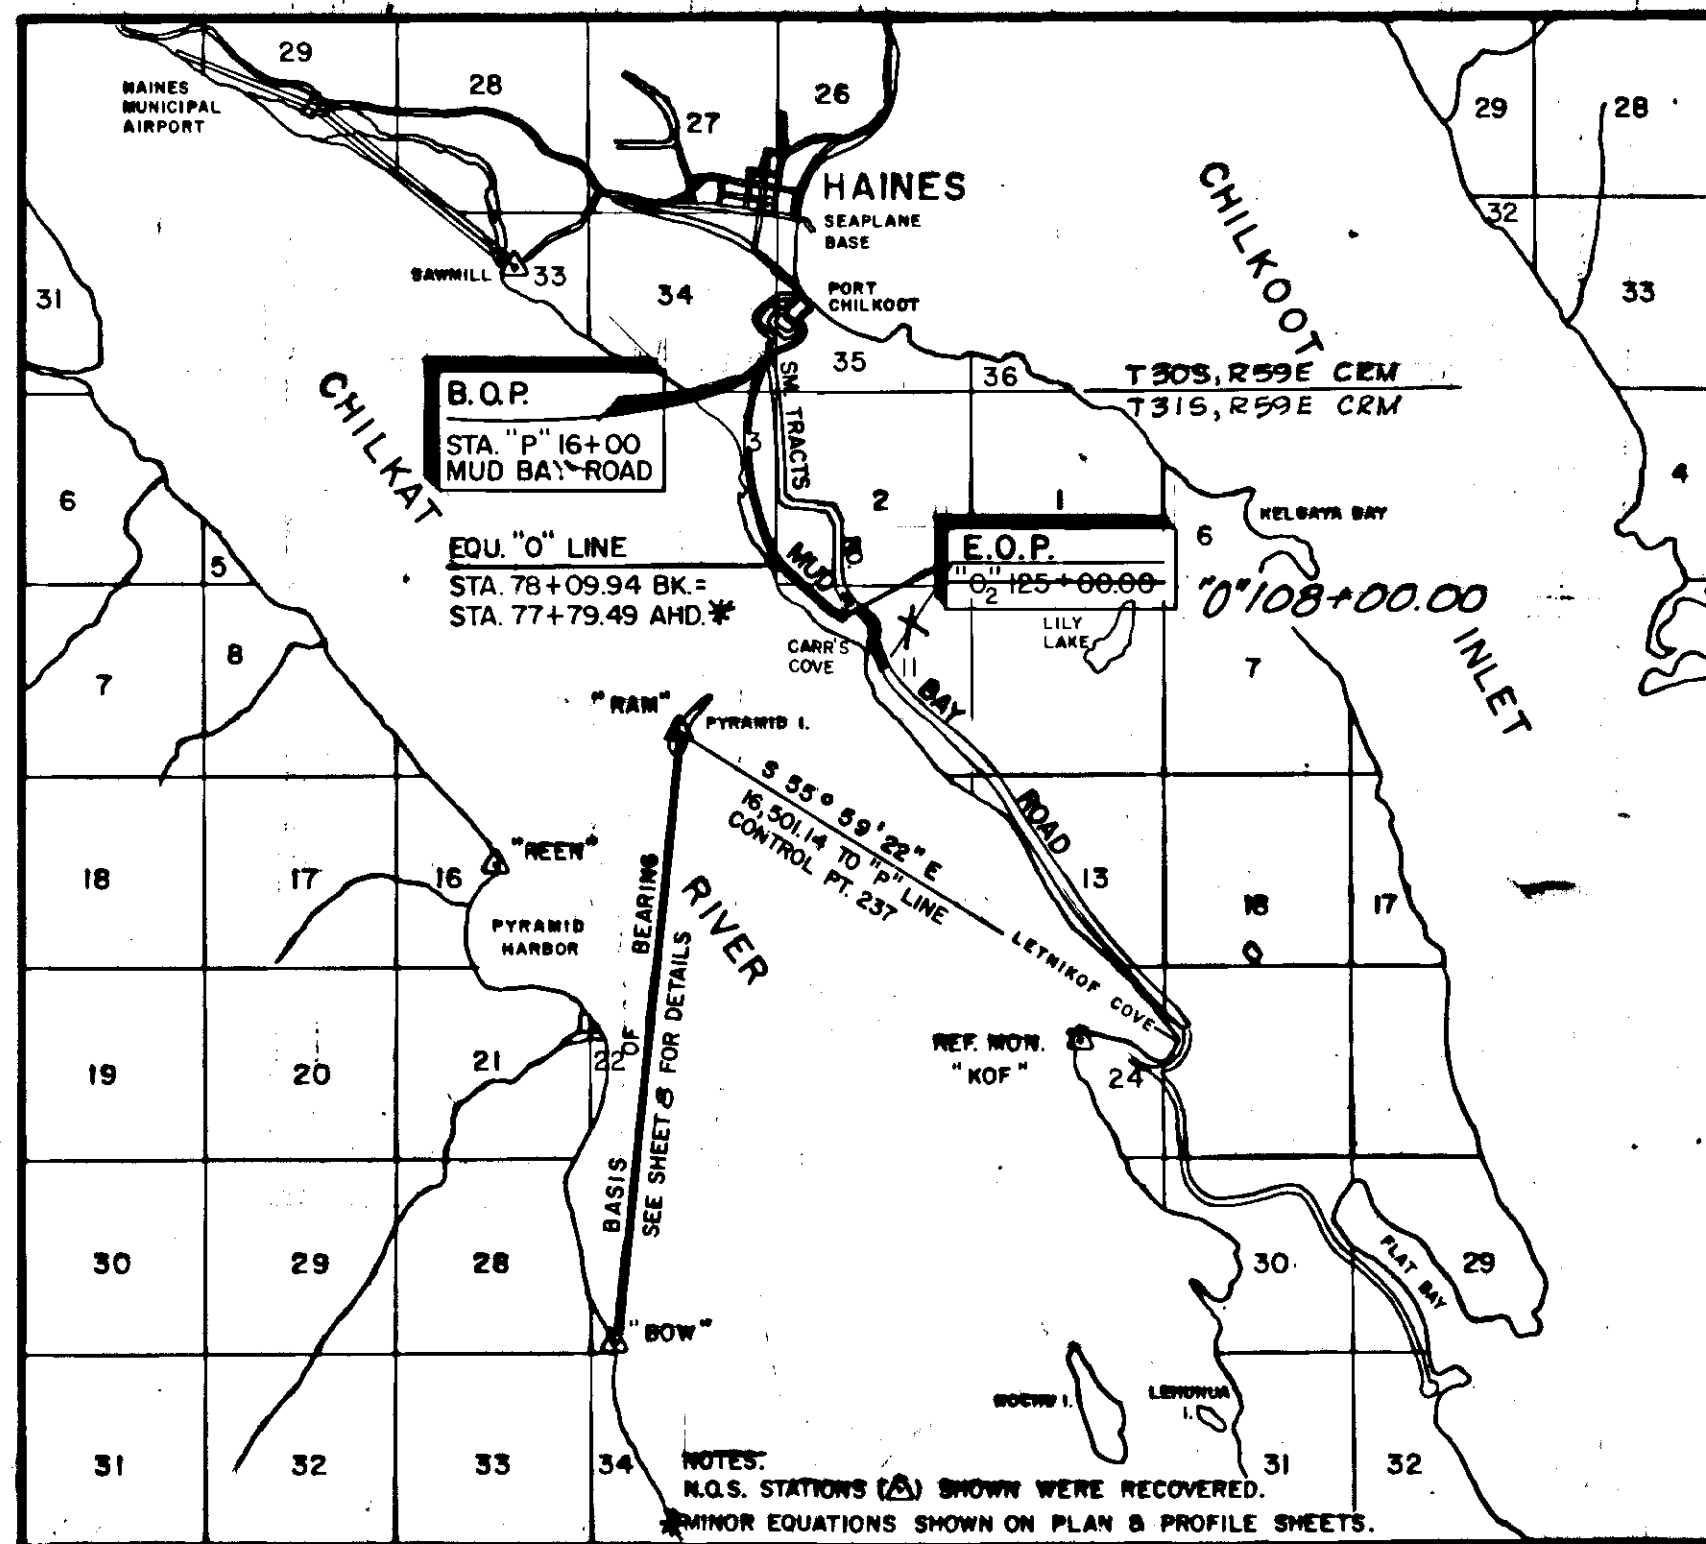 29
28
27
26
29
28
HAINES
MUNICIPAL
AIRPORT
HAINES
SEAPLANE
BASE
CHILKOOT
32
SAWMILL
33
31
34
PORT
CHILKOOT
33
35
36
T30S, R59E CRM
T31S, R59E CRM
CHILKAT
B.O.P.
STA. "P" 16+00
MUD BAY ROAD
SM. TRACTS
3
2
1
4
6
5
EQU. "O" LINE
STA. 78+09.94 BK.=
STA. 77+79.49 AHD.*
E.O.P.
"O2" 125+00.00
"O" 108+00.00
6
INLET
MUD
RD
LILY
LAKE
CARR'S
COVE
11
7
8
7
"RAM"
PYRAMID I.
BAY
ROAD
S 55° 59' 22" E
16,501.14 TO "P" LINE
CONTROL PT. 237
"REEN"
18
17
16
13
18
17
PYRAMID
HARBOR
RIVER
BASIS OF BEARING
SEE SHEET 8 FOR DETAILS
LETNIKOF COVE
REF. MON.
"KOF"
19
20
21
22
24
30
29
28
30
FLAT BAY
29
"BOW"
I.
I.
31
32
33
34
31
32
NOTES:
N.O.S. STATIONS (△) SHOWN WERE RECOVERED.
*MINOR EQUATIONS SHOWN ON PLAN & PROFILE SHEETS.